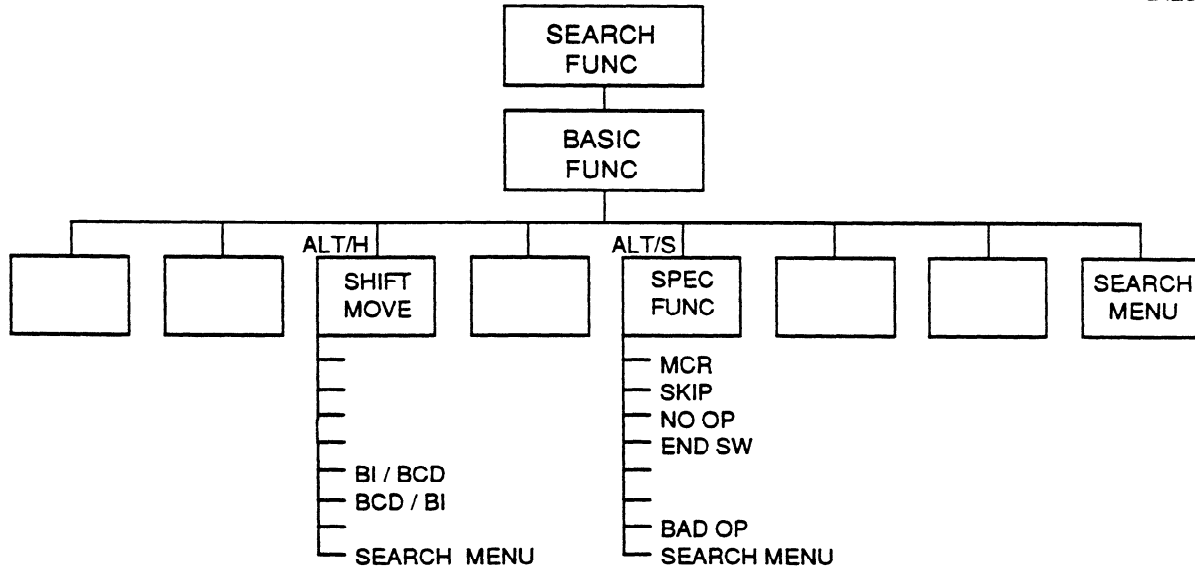 SEARCH
FUNC
BASIC
FUNC
ALT/H
ALT/S
SHIFT
MOVE
SPEC
FUNC
SEARCH
MENU
BI / BCD
BCD / BI
SEARCH MENU
MCR
SKIP
NO OP
END SW
BAD OP
SEARCH MENU